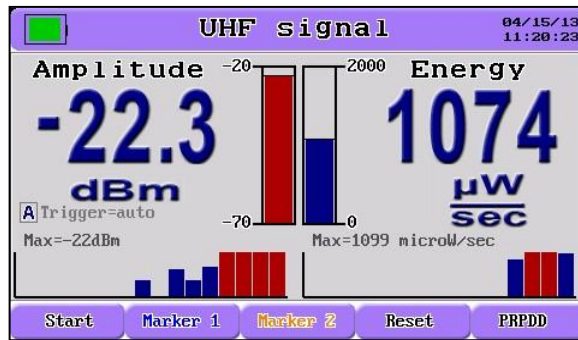 UHF signal
04/15/13
11:20:23
Amplitude
-20
2000
Energy
-22.3
1074
dBm
µW
sec
A Trigger=auto
-70
0
Max=-22dBm
Max=1099 microW/sec
Start
Marker 1
Marker 2
Reset
PRPDD